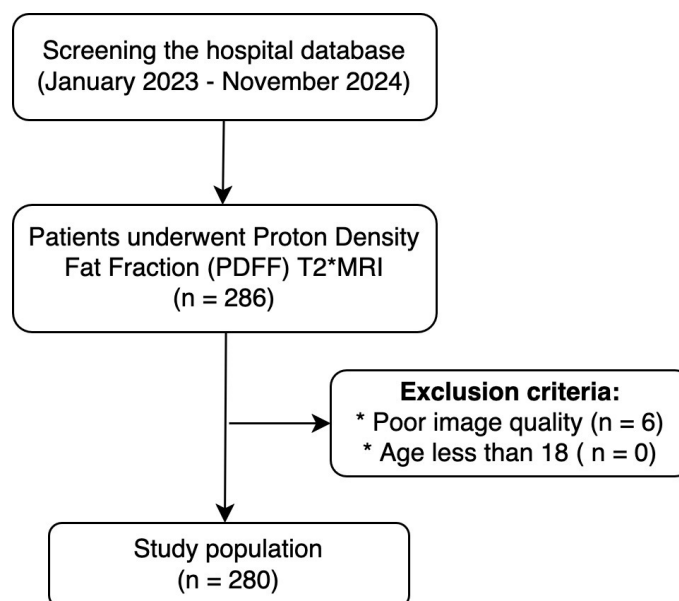 Screening the hospital database
(January 2023 - November 2024)
Patients underwent Proton Density
Fat Fraction (PDFF) T2*MRI
(n = 286)
Exclusion criteria:
* Poor image quality (n = 6)
* Age less than 18 ( n = 0)
Study population
(n = 280)